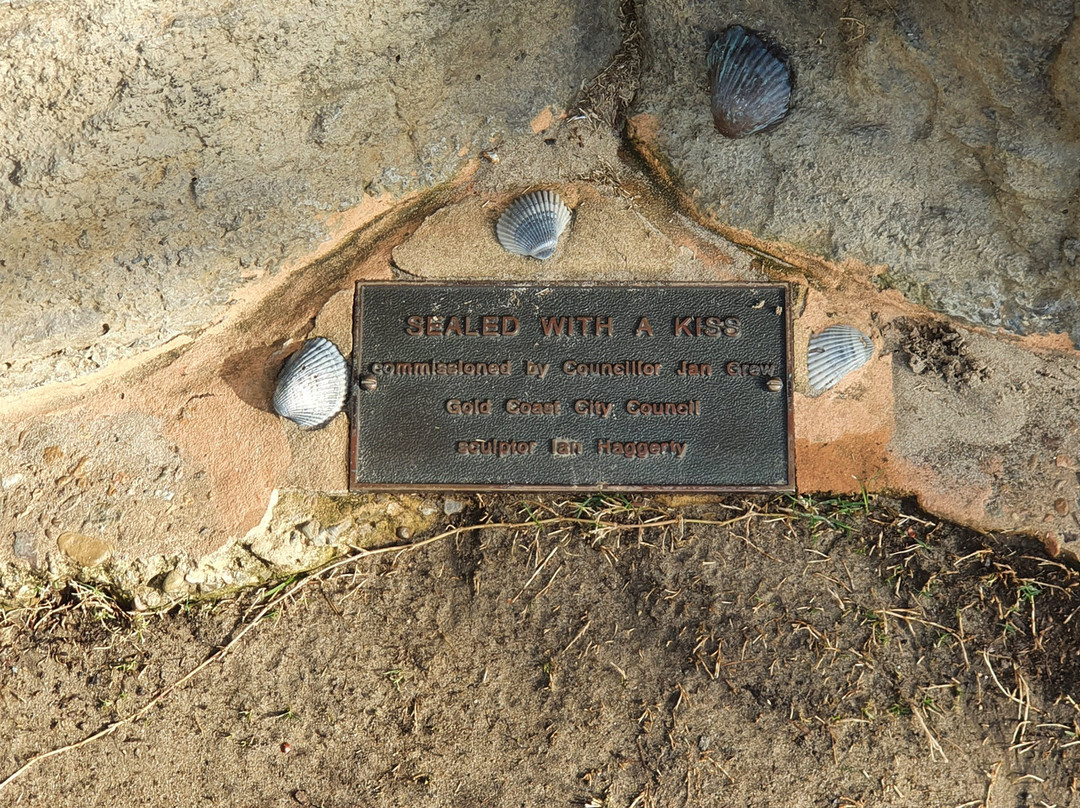 SEALED WITH A KISS
commissioned by Councillor Jan Grew
Gold Coast City Council
sculptor Ian Haggerty